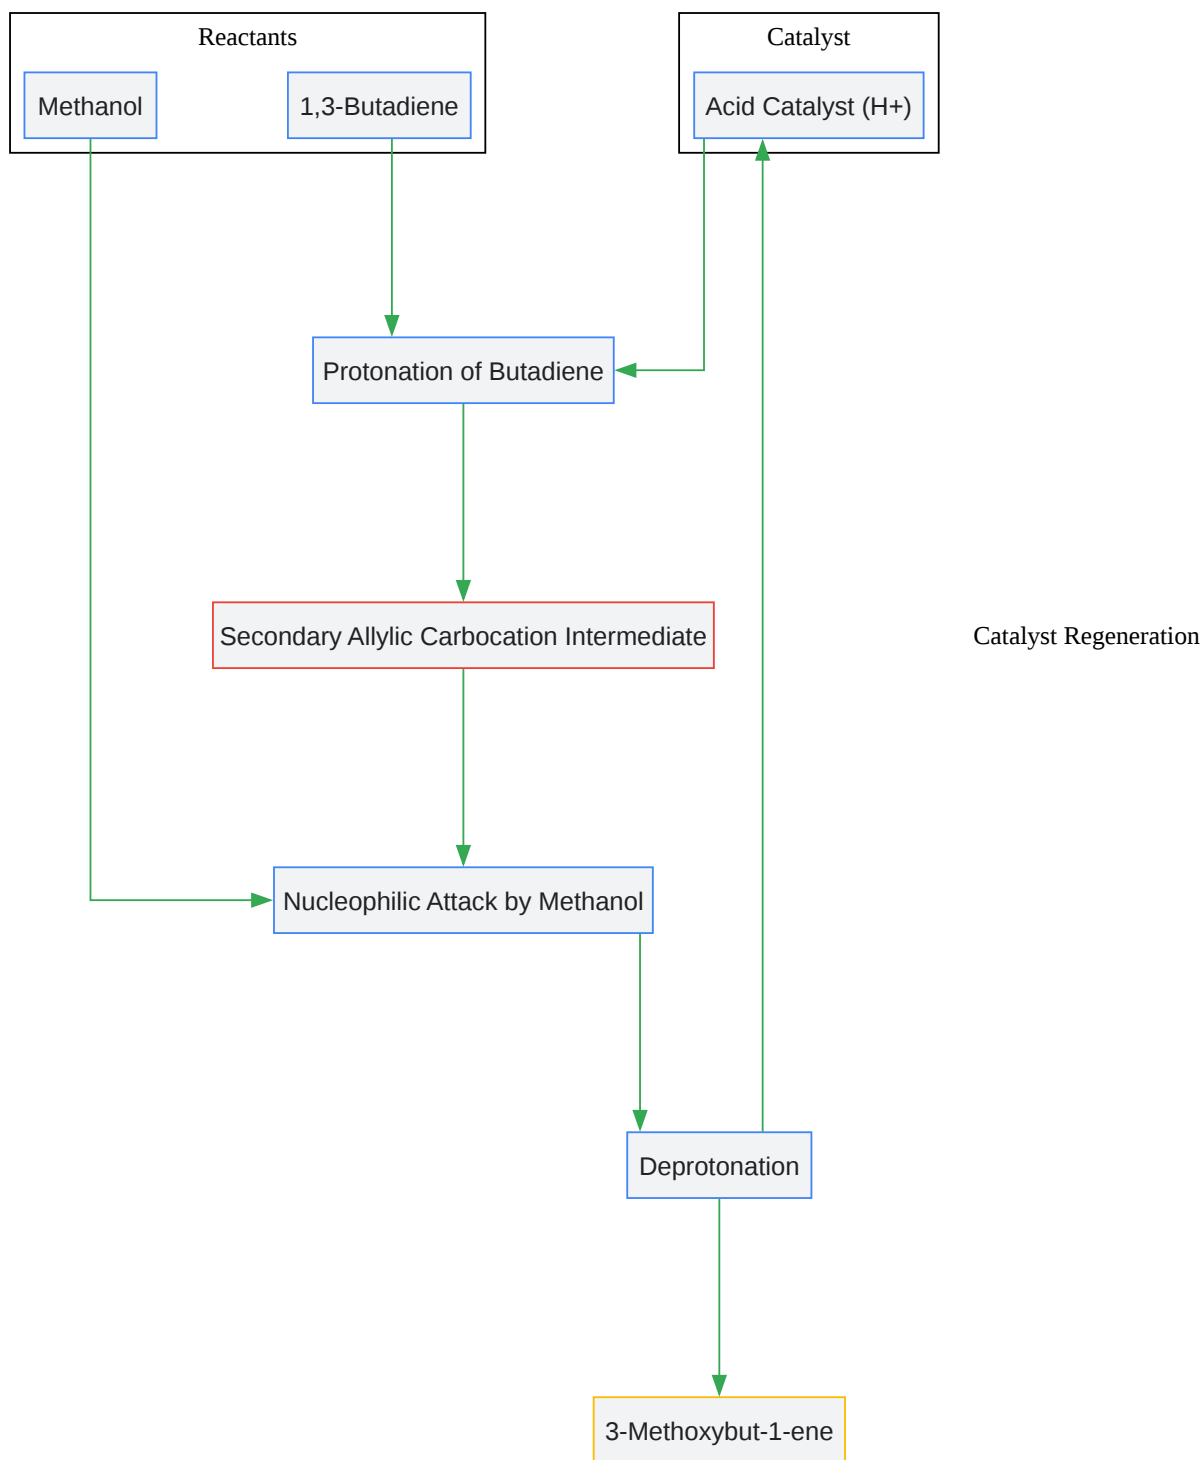 Reactants
Catalyst
Methanol
1,3-Butadiene
Acid Catalyst (H+)
Protonation of Butadiene
Secondary Allylic Carbocation Intermediate
Catalyst Regeneration
Nucleophilic Attack by Methanol
Deprotonation
3-Methoxybut-1-ene